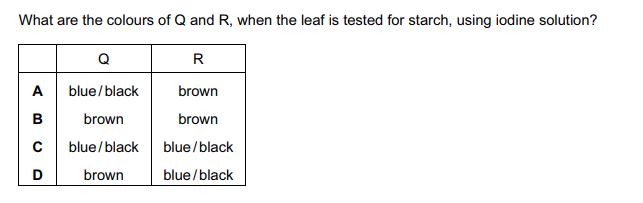 What are the colours of Q and R, when the leaf is tested for starch, using iodine solution?
Q R
A blue/black brown
B brown brown
C blue/black blue/black
D brown blue/black